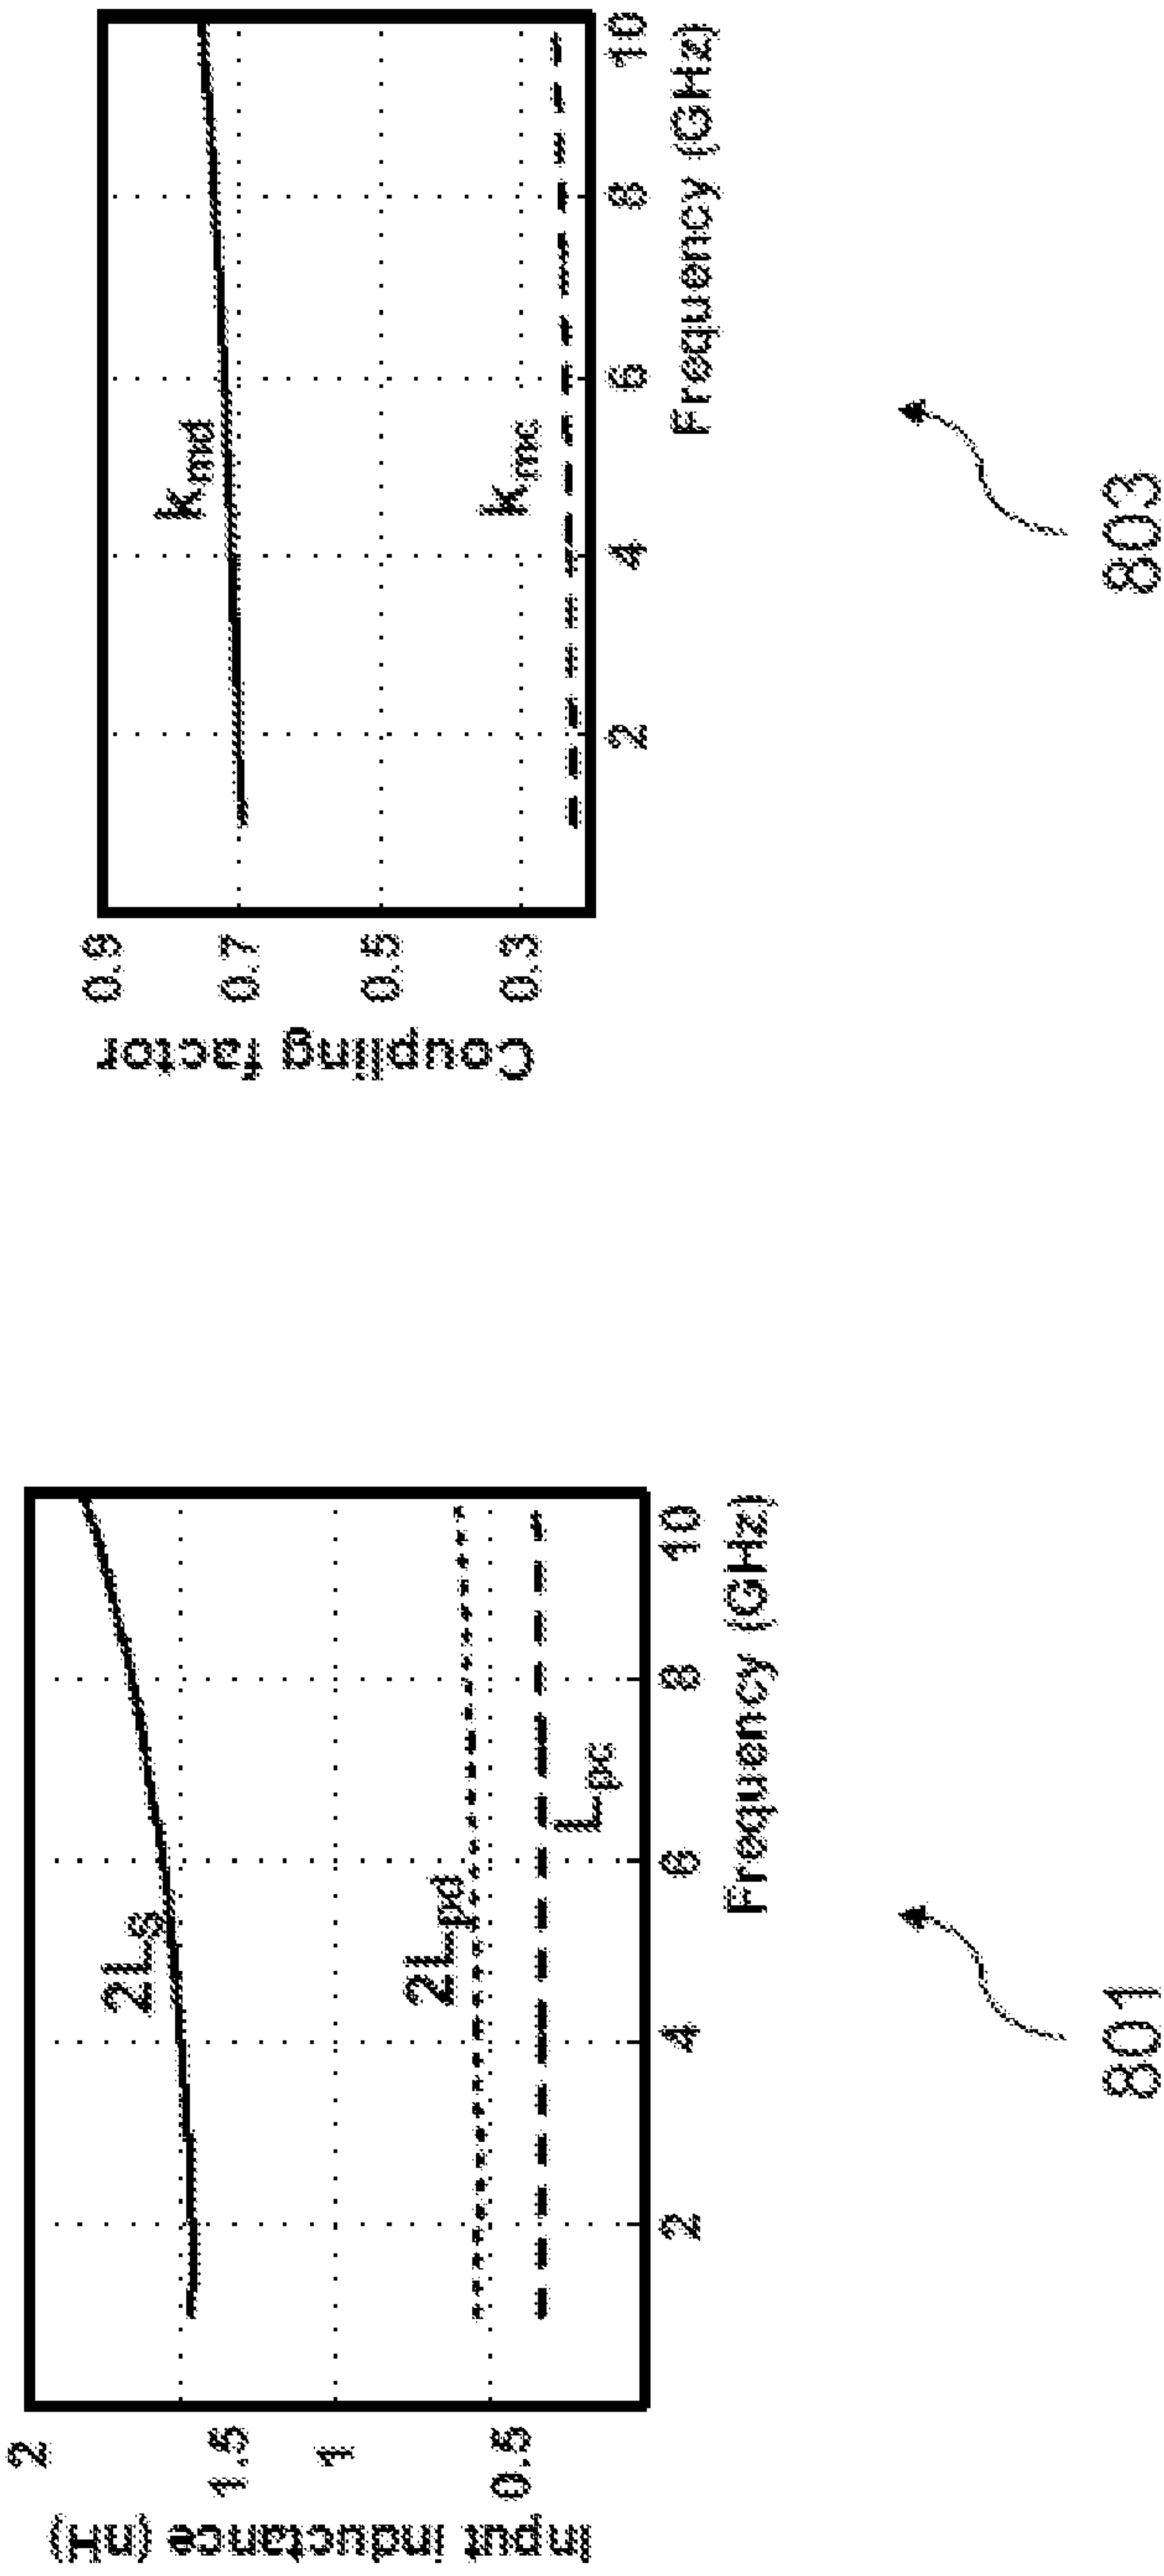 Input inductance (nH)
2
1.5
1
0.5
2Ls
2Lpd
Lpc
2
4
6
8
10
Frequency (GHz)
801
Coupling factor
0.9
0.7
0.5
0.3
kmd
kmc
2
4
6
8
10
Frequency (GHz)
803